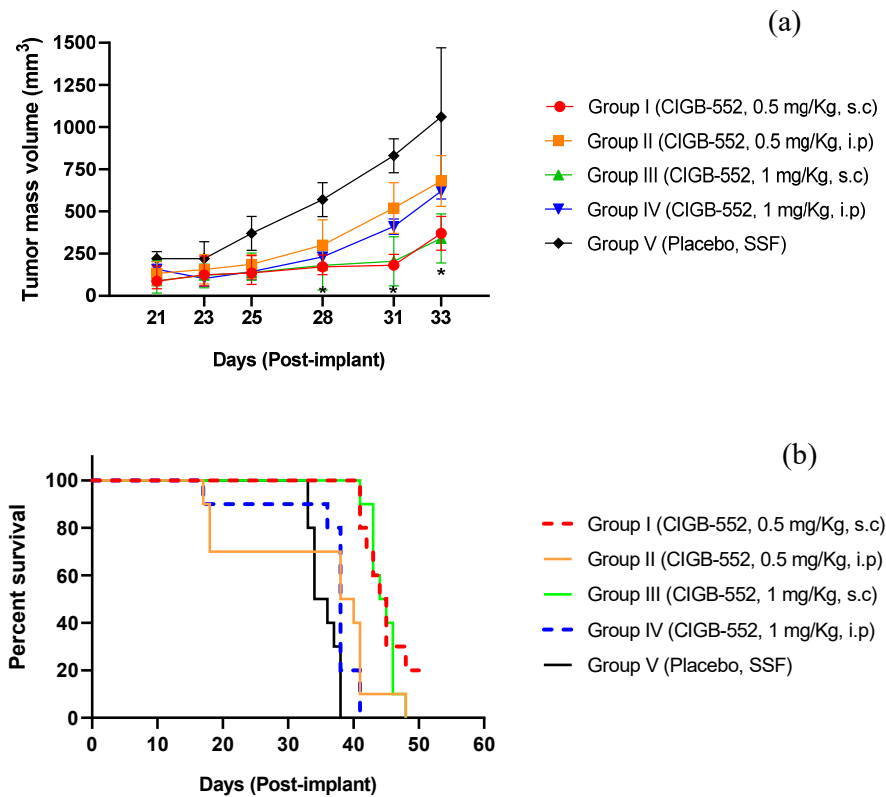 (a)
Tumor mass volume (mm³)
1500
1250
1000
750
500
250
0
21 23 25 28 31 33
* * *
Days (Post-implant)
Group I (CIGB-552, 0.5 mg/Kg, s.c)
Group II (CIGB-552, 0.5 mg/Kg, i.p)
Group III (CIGB-552, 1 mg/Kg, s.c)
Group IV (CIGB-552, 1 mg/Kg, i.p)
Group V (Placebo, SSF)
(b)
Percent survival
100
80
60
40
20
0
0 10 20 30 40 50 60
Days (Post-implant)
Group I (CIGB-552, 0.5 mg/Kg, s.c)
Group II (CIGB-552, 0.5 mg/Kg, i.p)
Group III (CIGB-552, 1 mg/Kg, s.c)
Group IV (CIGB-552, 1 mg/Kg, i.p)
Group V (Placebo, SSF)